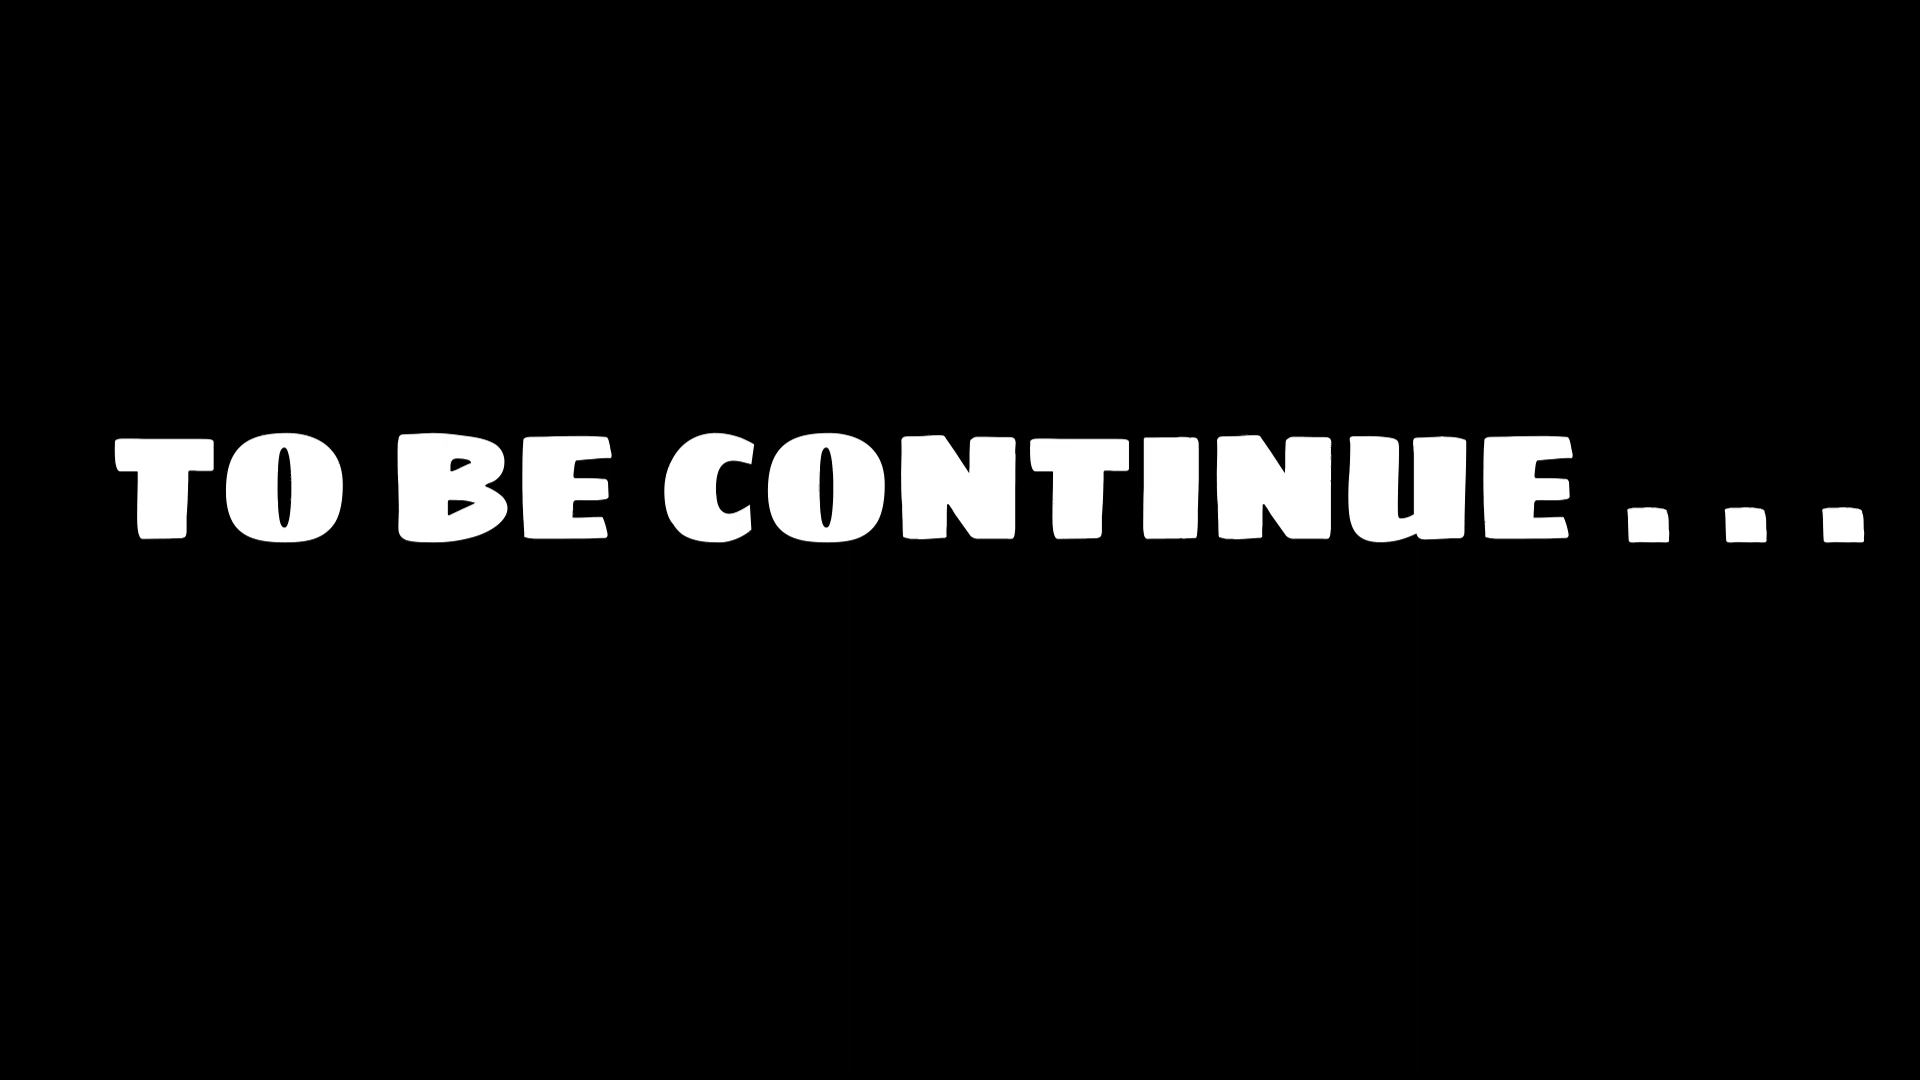 TO BE CONTINUE . . .